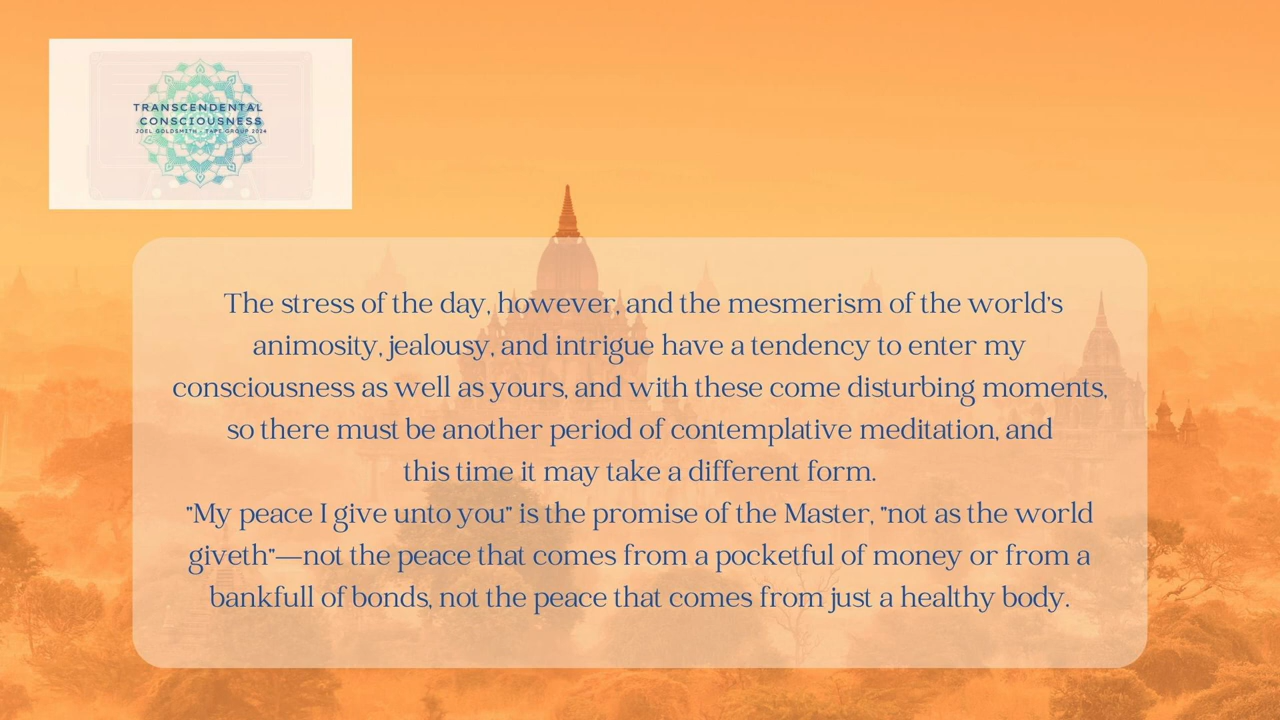 TRANSCENDENTAL
CONSCIOUSNESS
JOEL GOLDSMITH - TAPE GROUP 2024
The stress of the day, however, and the mesmerism of the world's
animosity, jealousy, and intrigue have a tendency to enter my
consciousness as well as yours, and with these come disturbing moments,
so there must be another period of contemplative meditation, and
this time it may take a different form.
"My peace I give unto you" is the promise of the Master, "not as the world
giveth"—not the peace that comes from a pocketful of money or from a
bankfull of bonds, not the peace that comes from just a healthy body.